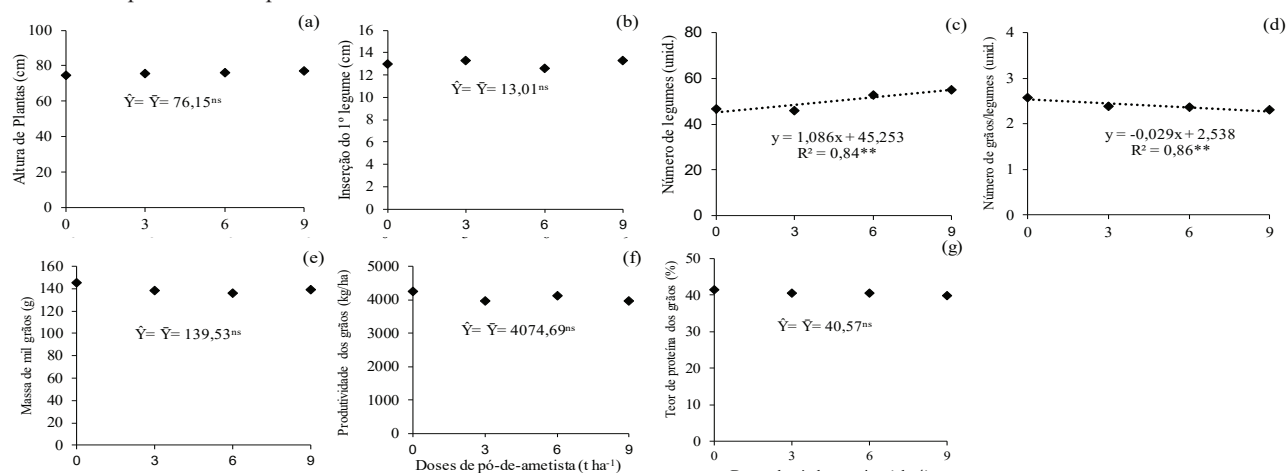 (a)
Altura de Plantas (cm)
100
80
60
40
20
0
Ŷ= Ȳ= 76,15ns
0 3 6 9
(b)
Inserção do 1º legume (cm)
16
14
12
10
8
6
4
2
0
Ŷ= Ȳ= 13,01ns
0 3 6 9
(c)
Número de legumes (unid.)
80
60
40
20
0
y = 1,086x + 45,253
R² = 0,84**
0 3 6 9
(d)
Número de grãos/legumes (unid.)
4
3
2
1
0
y = -0,029x + 2,538
R² = 0,86**
0 3 6 9
(e)
Massa de mil grãos (g)
160
140
120
100
80
60
40
20
0
Ŷ= Ȳ= 139,53ns
0 3 6 9
(f)
Produtividade dos grãos (kg/ha)
5000
4000
3000
2000
1000
0
Ŷ= Ȳ= 4074,69ns
0 3 6 9
Doses de pó-de-ametista (t ha-1)
(g)
Teor de proteína dos grãos (%)
50
40
30
20
10
0
Ŷ= Ȳ= 40,57ns
0 3 6 9